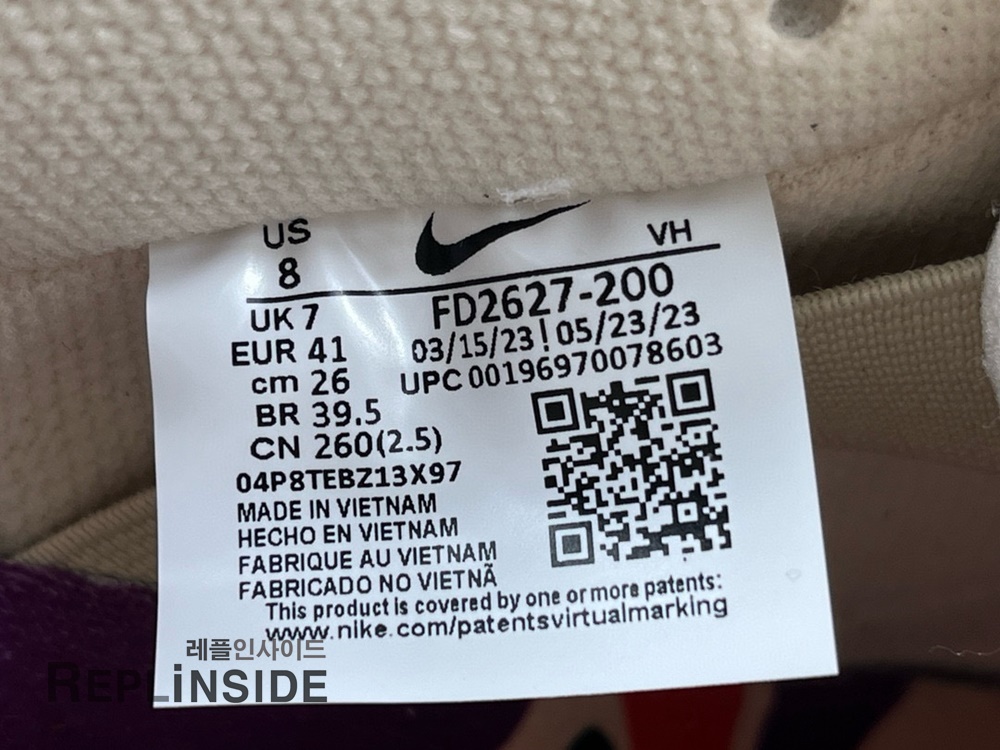 US
8
VH
UK 7
FD2627-200
EUR 41
03/15/23 ! 05/23/23
cm 26
UPC 00196970078603
BR 39.5
CN 260(2.5)
04P8TEBZ13X97
MADE IN VIETNAM
HECHO EN VIETNAM
FABRIQUE AU VIETNAM
FABRICADO NO VIETNÃ
This product is covered by one or more patents:
www.nike.com/patentsvirtualmarking
레플인사이드
REPLiNSIDE